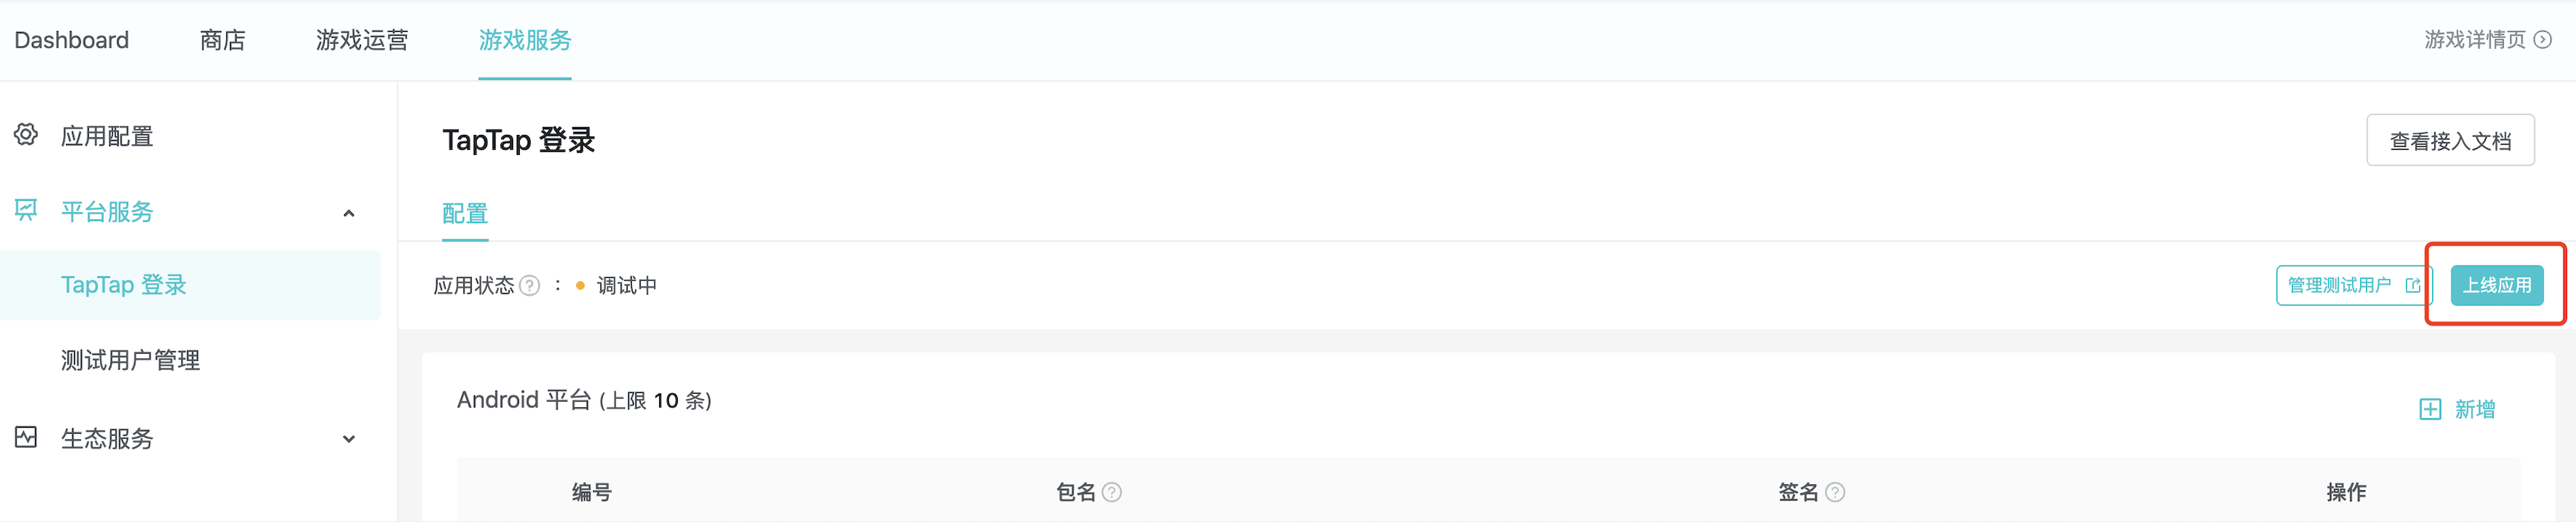 Dashboard 商店 游戏运营 游戏服务 游戏详情页
应用配置
平台服务
TapTap 登录
测试用户管理
生态服务
TapTap 登录
查看接入文档
配置
应用状态 ? : 调试中
管理测试用户
上线应用
Android 平台 (上限 10 条)
新增
编号 包名 ? 签名 ? 操作